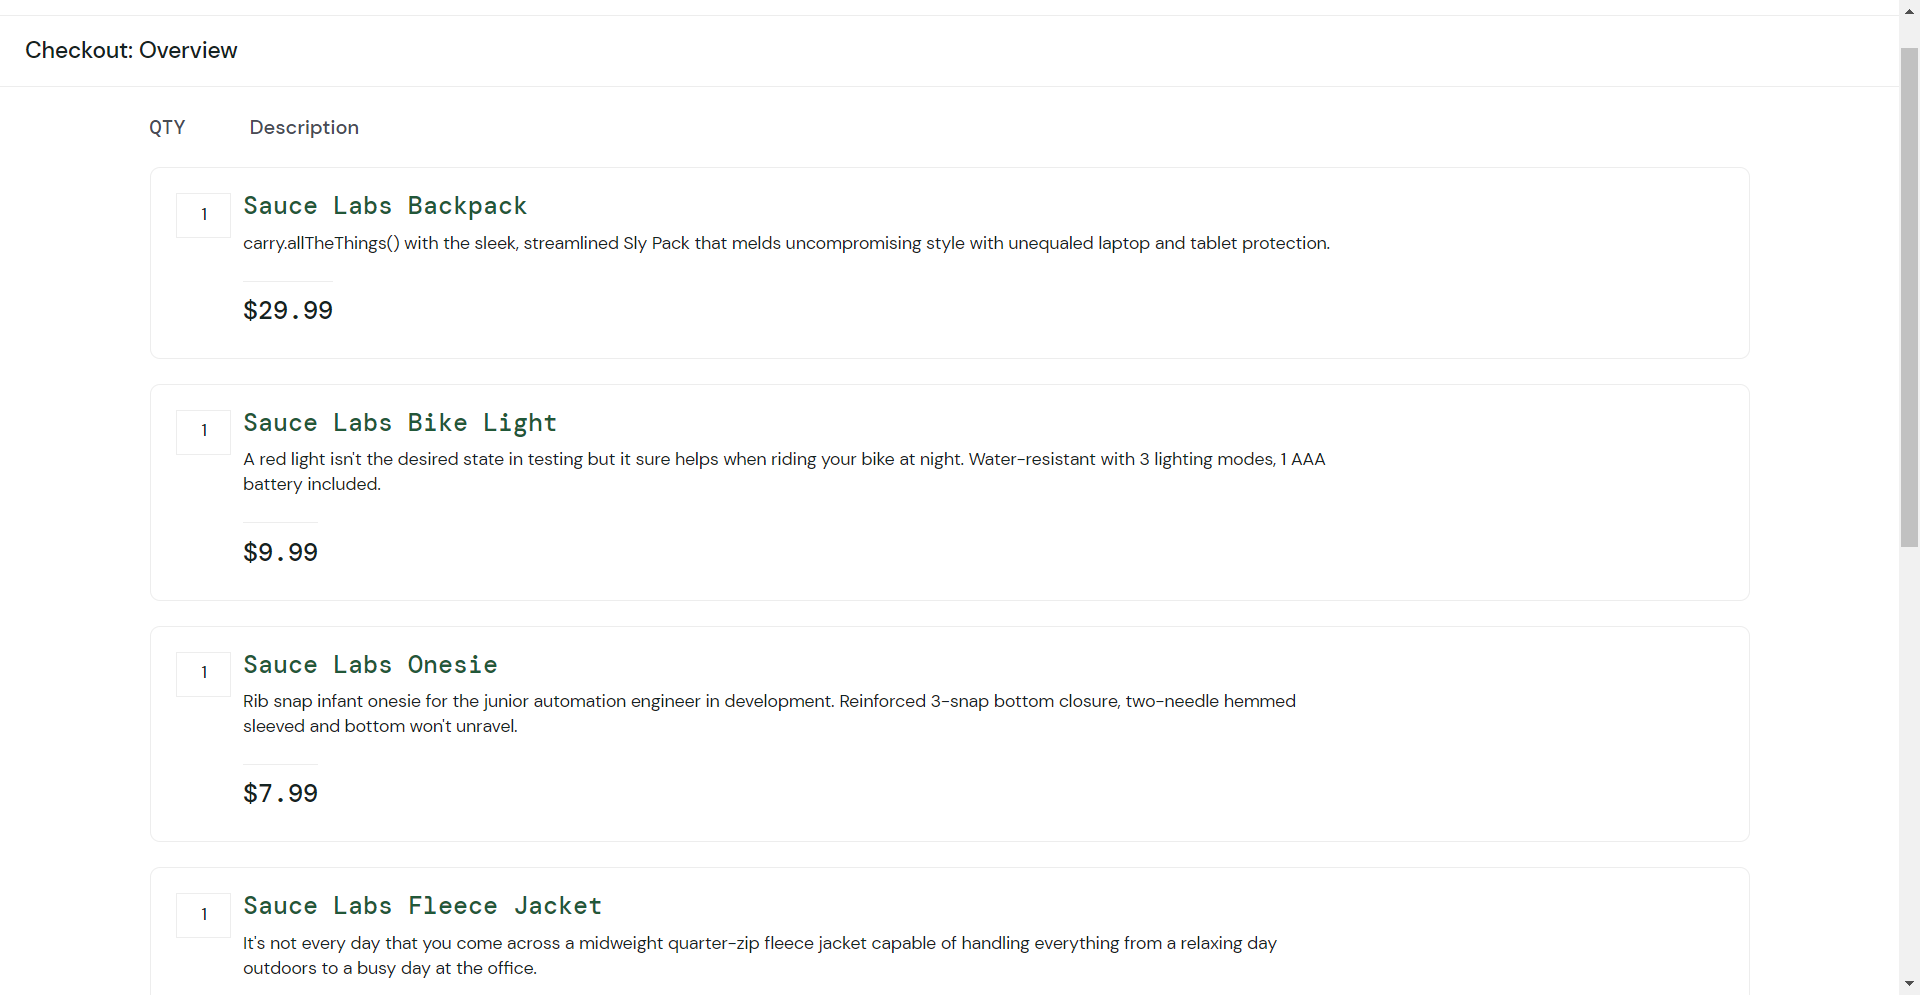 Checkout: Overview
QTY Description
1 Sauce Labs Backpack
carry.allTheThings() with the sleek, streamlined Sly Pack that melds uncompromising style with unequaled laptop and tablet protection.
$29.99
1 Sauce Labs Bike Light
A red light isn't the desired state in testing but it sure helps when riding your bike at night. Water-resistant with 3 lighting modes, 1 AAA
battery included.
$9.99
1 Sauce Labs Onesie
Rib snap infant onesie for the junior automation engineer in development. Reinforced 3-snap bottom closure, two-needle hemmed
sleeved and bottom won't unravel.
$7.99
1 Sauce Labs Fleece Jacket
It's not every day that you come across a midweight quarter-zip fleece jacket capable of handling everything from a relaxing day
outdoors to a busy day at the office.